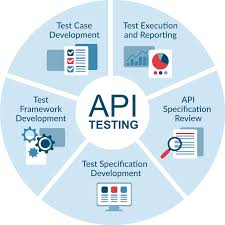 Test Case
Development
Test Execution
and Reporting
Test
Framework
Development
API
TESTING
API
Specification
Review
Test Specification
Development